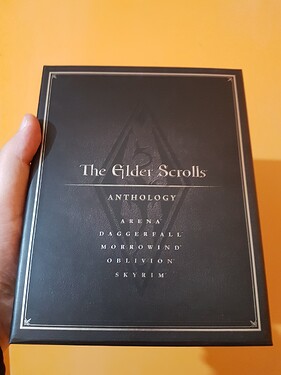 The Elder Scrolls
ANTHOLOGY
ARENA
DAGGERFALL
MORROWIND
OBLIVION
SKYRIM